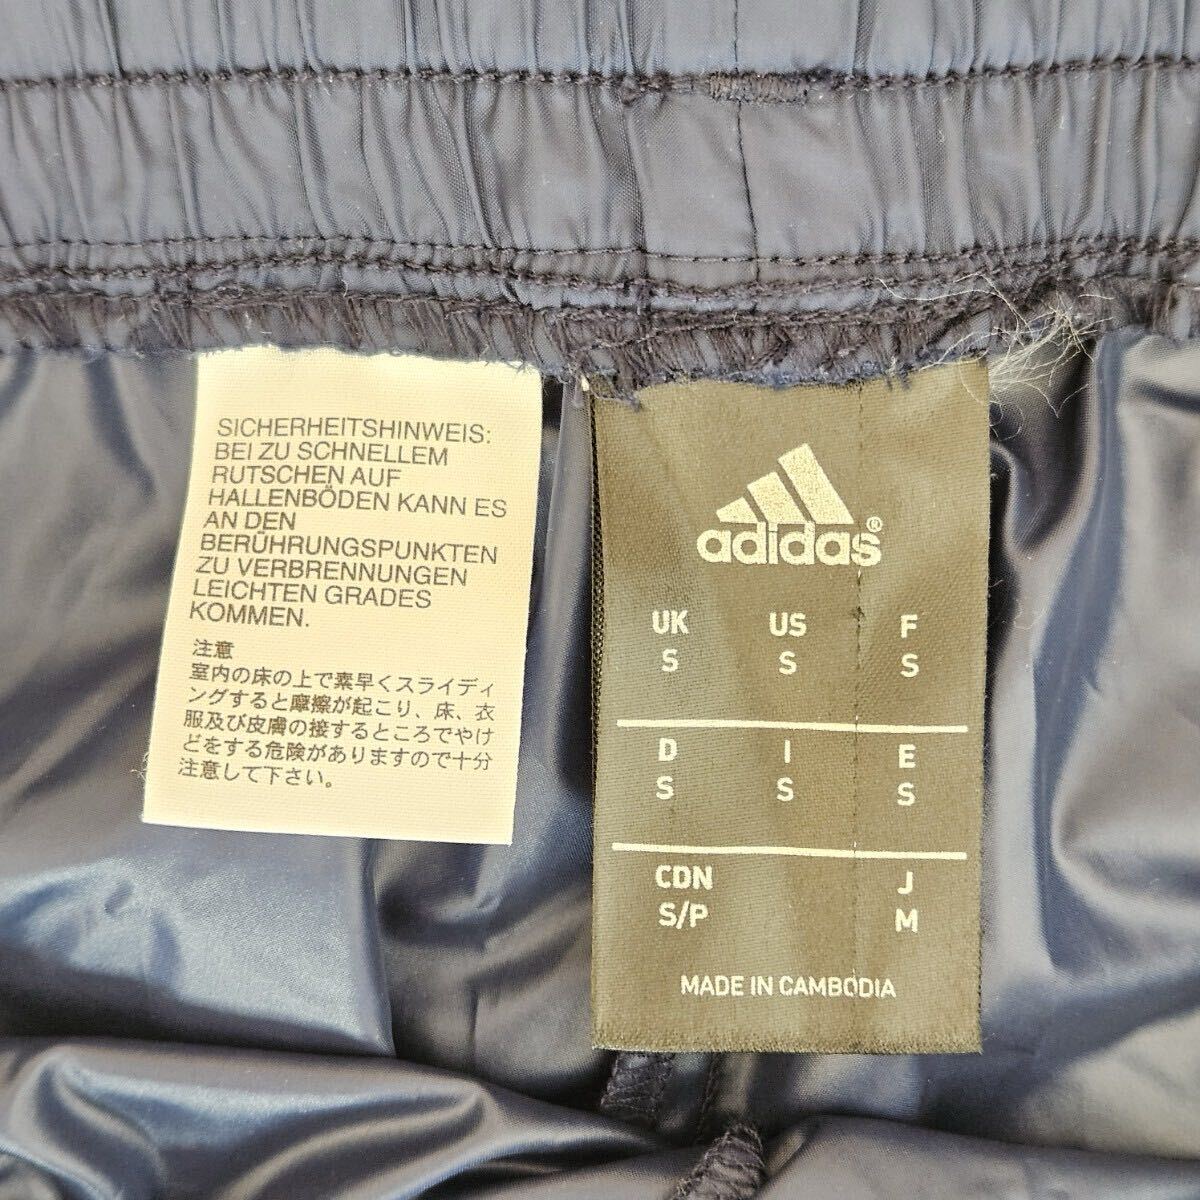 SICHERHEITSHINWEIS:
BEI ZU SCHNELLEM
RUTSCHEN AUF
HALLENBÖDEN KANN ES
AN DEN
BERÜHRUNGSPUNKTEN
ZU VERBRENNUNGEN
LEICHTEN GRADES
KOMMEN.
注意
室内の床の上で素早くスライディ
ングすると摩擦が起こり、床、衣
服及び皮膚の接するところでやけ
どをする危険がありますので十分
注意して下さい。
adidas®
UK US F
S S S
D I E
S S S
CDN J
S/P M
MADE IN CAMBODIA